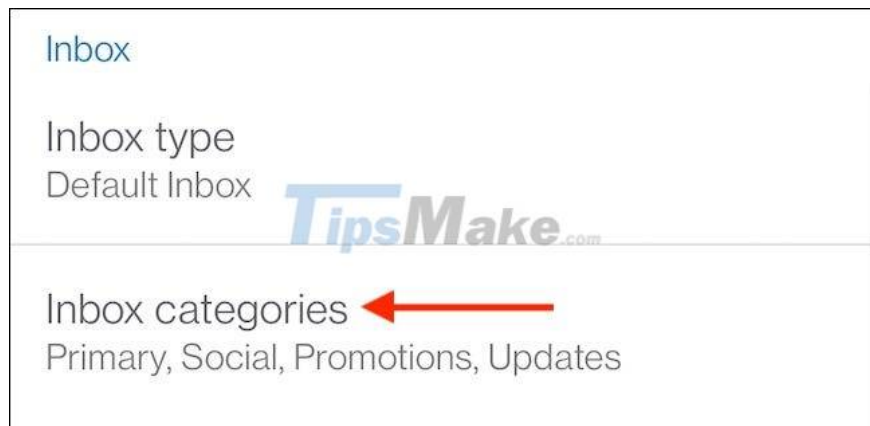 Inbox
Inbox type
Default Inbox
TipsMake.com
Inbox categories
Primary, Social, Promotions, Updates